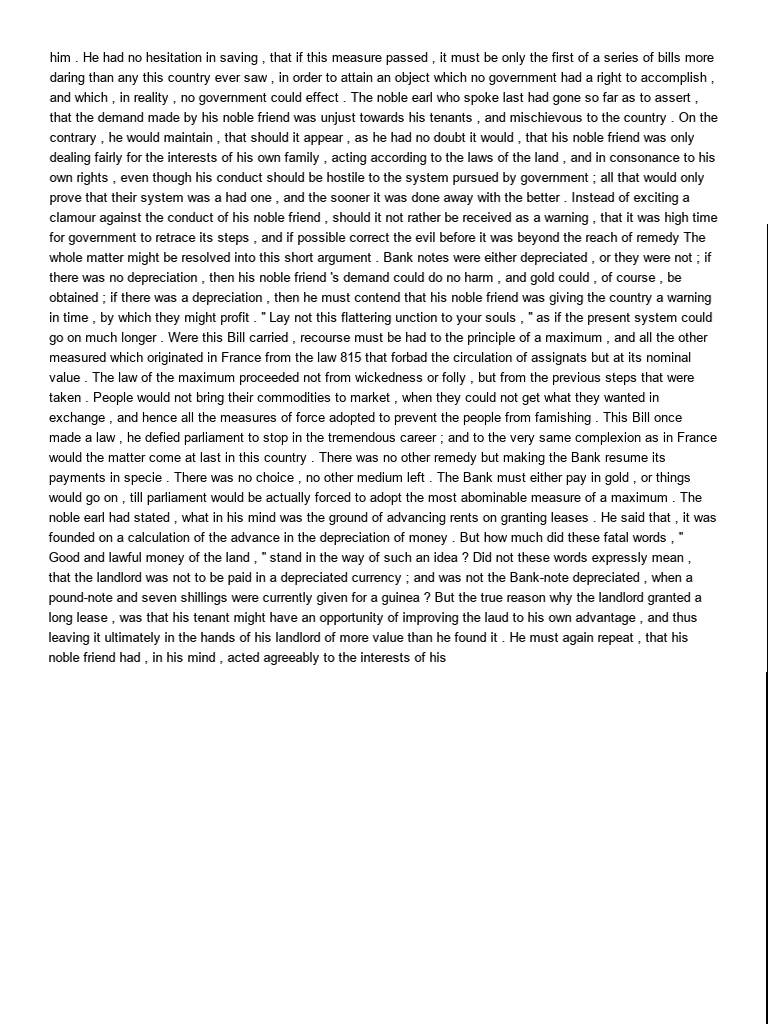 him . He had no hesitation in saving , that if this measure passed , it must be only the first of a series of bills more
daring than any this country ever saw , in order to attain an object which no government had a right to accomplish ,
and which , in reality , no government could effect . The noble earl who spoke last had gone so far as to assert ,
that the demand made by his noble friend was unjust towards his tenants , and mischievous to the country . On the
contrary , he would maintain , that should it appear , as he had no doubt it would , that his noble friend was only
dealing fairly for the interests of his own family , acting according to the laws of the land , and in consonance to his
own rights , even though his conduct should be hostile to the system pursued by government ; all that would only
prove that their system was a had one , and the sooner it was done away with the better . Instead of exciting a
clamour against the conduct of his noble friend , should it not rather be received as a warning , that it was high time
for government to retrace its steps , and if possible correct the evil before it was beyond the reach of remedy The
whole matter might be resolved into this short argument . Bank notes were either depreciated , or they were not ; if
there was no depreciation , then his noble friend 's demand could do no harm , and gold could , of course , be
obtained ; if there was a depreciation , then he must contend that his noble friend was giving the country a warning
in time , by which they might profit . " Lay not this flattering unction to your souls , " as if the present system could
go on much longer . Were this Bill carried , recourse must be had to the principle of a maximum , and all the other
measured which originated in France from the law 815 that forbad the circulation of assignats but at its nominal
value . The law of the maximum proceeded not from wickedness or folly , but from the previous steps that were
taken . People would not bring their commodities to market , when they could not get what they wanted in
exchange , and hence all the measures of force adopted to prevent the people from famishing . This Bill once
made a law , he defied parliament to stop in the tremendous career ; and to the very same complexion as in France
would the matter come at last in this country . There was no other remedy but making the Bank resume its
payments in specie . There was no choice , no other medium left . The Bank must either pay in gold , or things
would go on , till parliament would be actually forced to adopt the most abominable measure of a maximum . The
noble earl had stated , what in his mind was the ground of advancing rents on granting leases . He said that , it was
founded on a calculation of the advance in the depreciation of money . But how much did these fatal words , "
Good and lawful money of the land , " stand in the way of such an idea ? Did not these words expressly mean ,
that the landlord was not to be paid in a depreciated currency ; and was not the Bank-note depreciated , when a
pound-note and seven shillings were currently given for a guinea ? But the true reason why the landlord granted a
long lease , was that his tenant might have an opportunity of improving the laud to his own advantage , and thus
leaving it ultimately in the hands of his landlord of more value than he found it . He must again repeat , that his
noble friend had , in his mind , acted agreeably to the interests of his